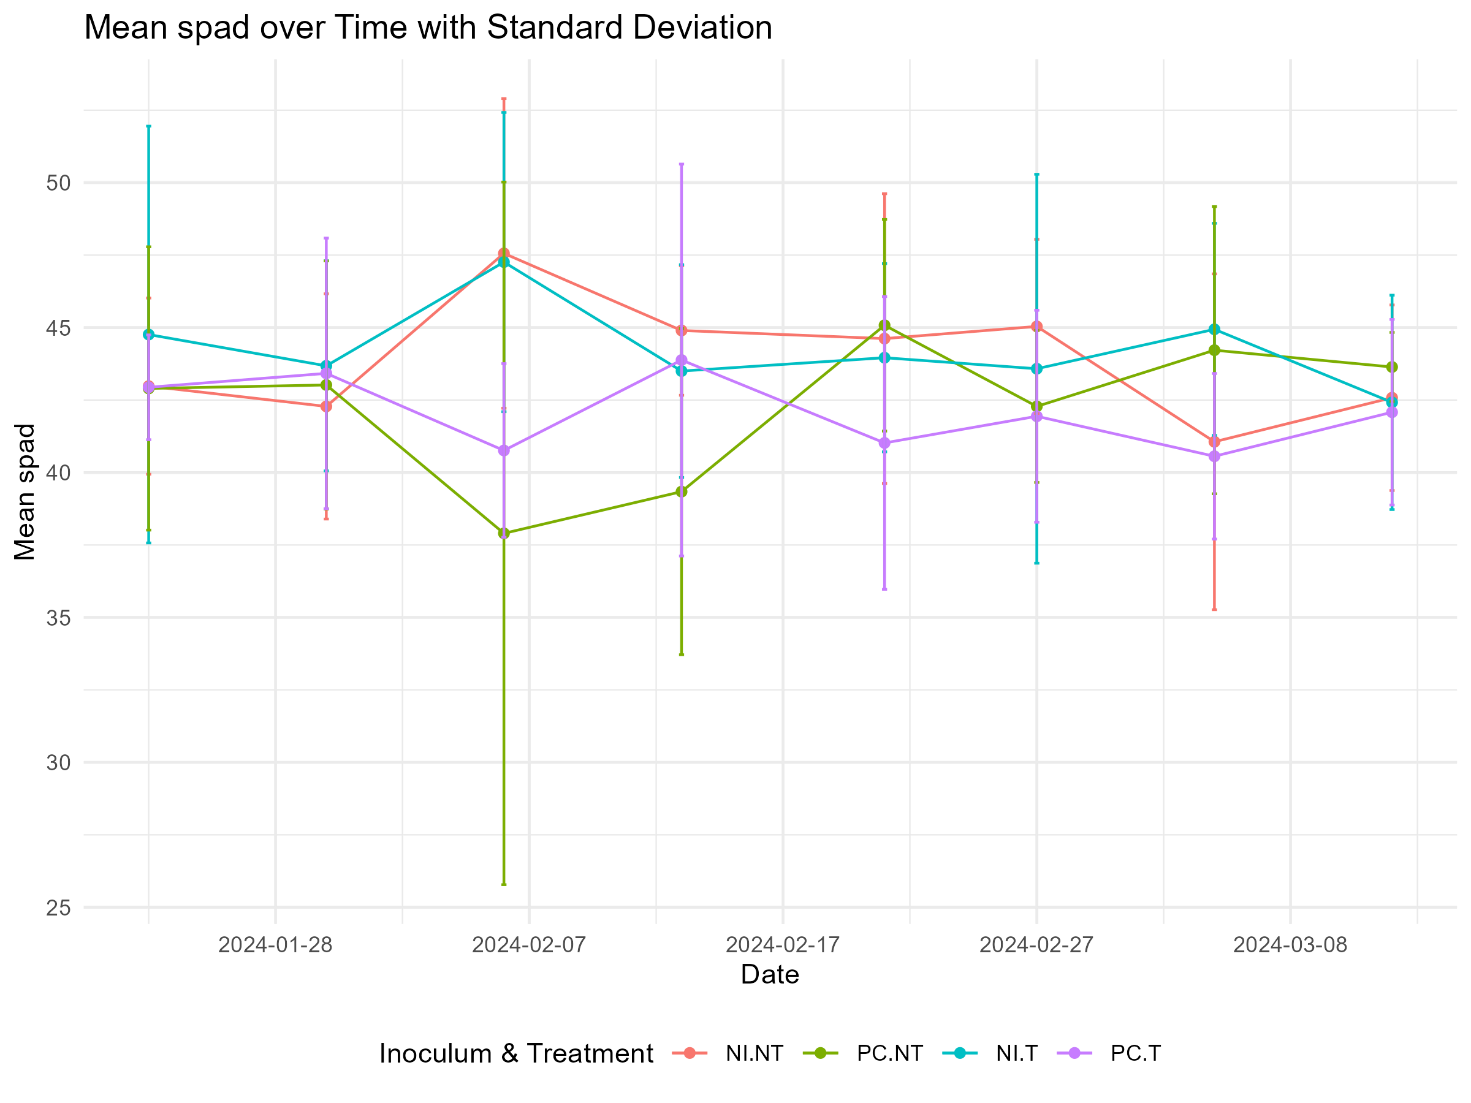 Mean spad over Time with Standard Deviation
Mean spad
50
45
40
35
30
25
2024-01-28 2024-02-07 2024-02-17 2024-02-27 2024-03-08
Date
Inoculum & Treatment NI.NT PC.NT NI.T PC.T